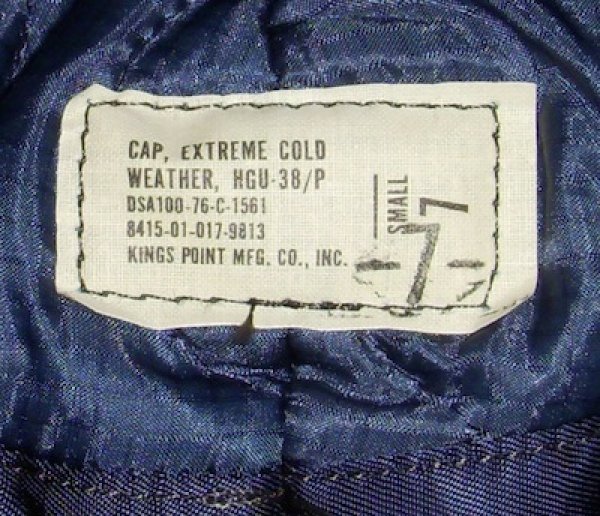 CAP, EXTREME COLD
WEATHER, HGU-38/P
DSA100-76-C-1561
8415-01-017-9813
KINGS POINT MFG. CO., INC.
SMALL
7
-7-